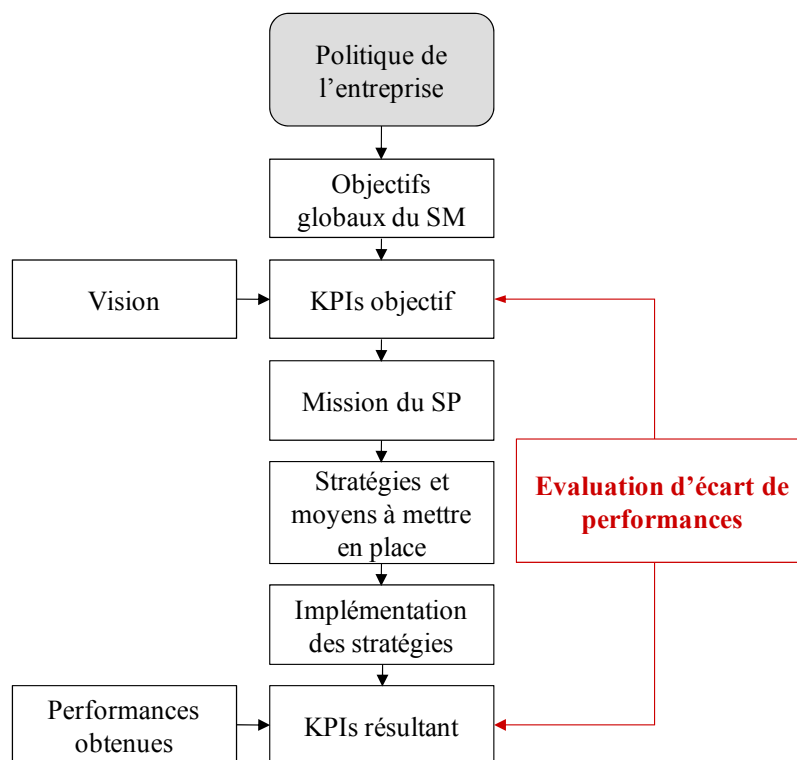 Politique de
l'entreprise
Objectifs
globaux du SM
Vision
KPIs objectif
Mission du SP
Stratégies et
moyens à mettre
en place
Evaluation d'écart de
performances
Implémentation
des stratégies
Performances
obtenues
KPIs résultant